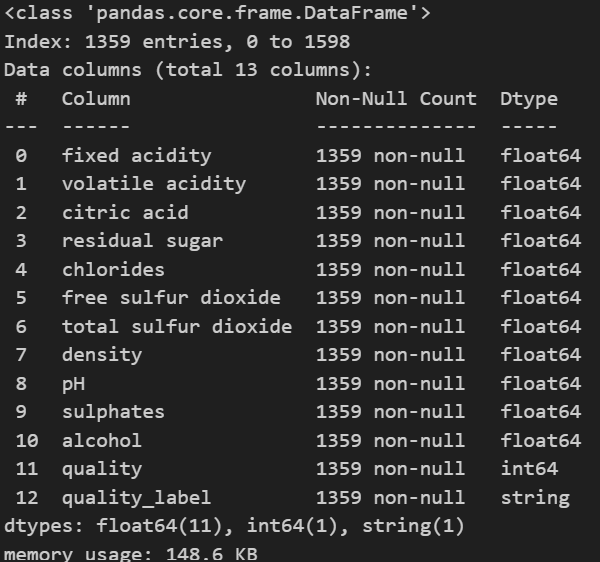 <class 'pandas.core.frame.DataFrame'>
Index: 1359 entries, 0 to 1598
Data columns (total 13 columns):
 #   Column                Non-Null Count  Dtype
---  ------                --------------  -----
 0   fixed acidity         1359 non-null   float64
 1   volatile acidity      1359 non-null   float64
 2   citric acid           1359 non-null   float64
 3   residual sugar        1359 non-null   float64
 4   chlorides             1359 non-null   float64
 5   free sulfur dioxide   1359 non-null   float64
 6   total sulfur dioxide  1359 non-null   float64
 7   density               1359 non-null   float64
 8   pH                    1359 non-null   float64
 9   sulphates             1359 non-null   float64
 10  alcohol               1359 non-null   float64
 11  quality               1359 non-null   int64
 12  quality_label         1359 non-null   string
dtypes: float64(11), int64(1), string(1)
memory usage: 148.6 KB